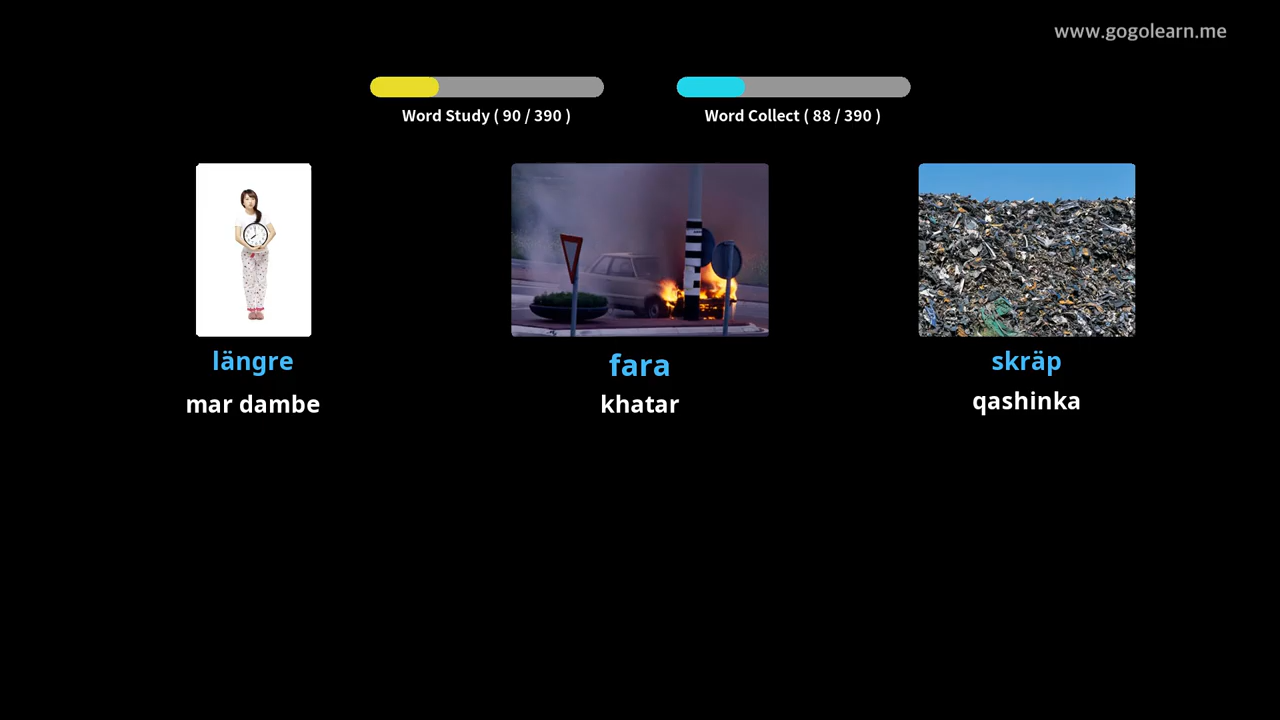 www.gogolearn.me
Word Study ( 90 / 390 )
Word Collect ( 88 / 390 )
längre
fara
skräp
mar dambe
khatar
qashinka